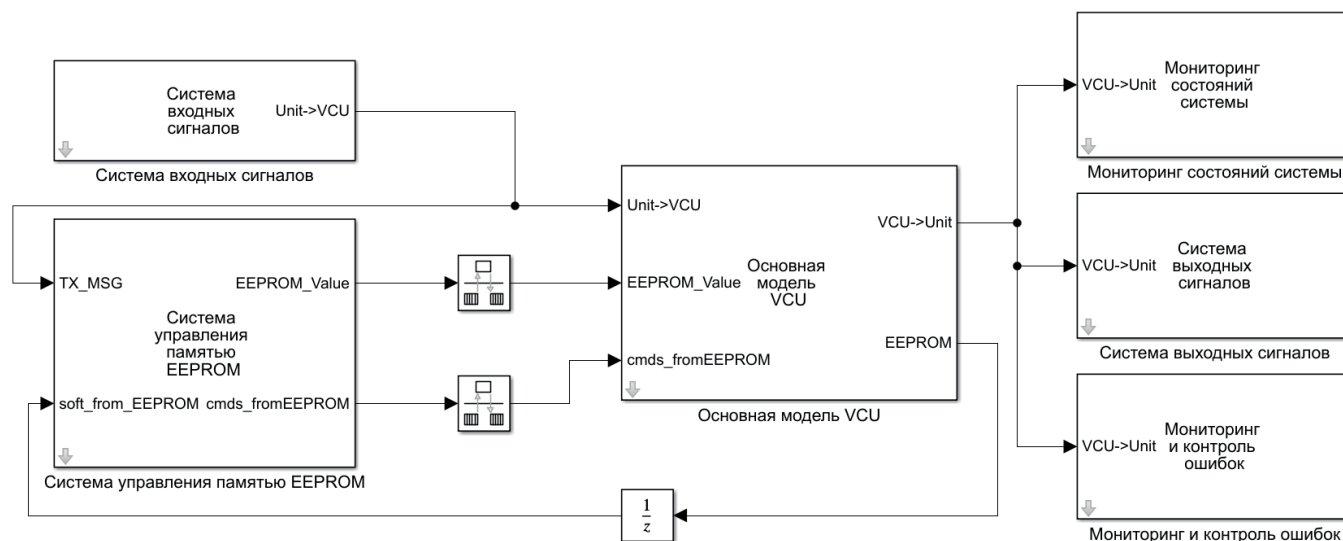 Система
входных
сигналов
Unit->VCU
Система входных сигналов
TX_MSG
EEPROM_Value
Система
управления
памятью
EEPROM
soft_from_EEPROM
cmds_fromEEPROM
Система управления памятью EEPROM
Unit->VCU
VCU->Unit
EEPROM_Value
Основная
модель
VCU
EEPROM
cmds_fromEEPROM
Основная модель VCU
1
z
VCU->Unit
Мониторинг
состояний
системы
Мониторинг состояний системы
VCU->Unit
Система
выходных
сигналов
Система выходных сигналов
VCU->Unit
Мониторинг
и контроль
ошибок
Мониторинг и контроль ошибок